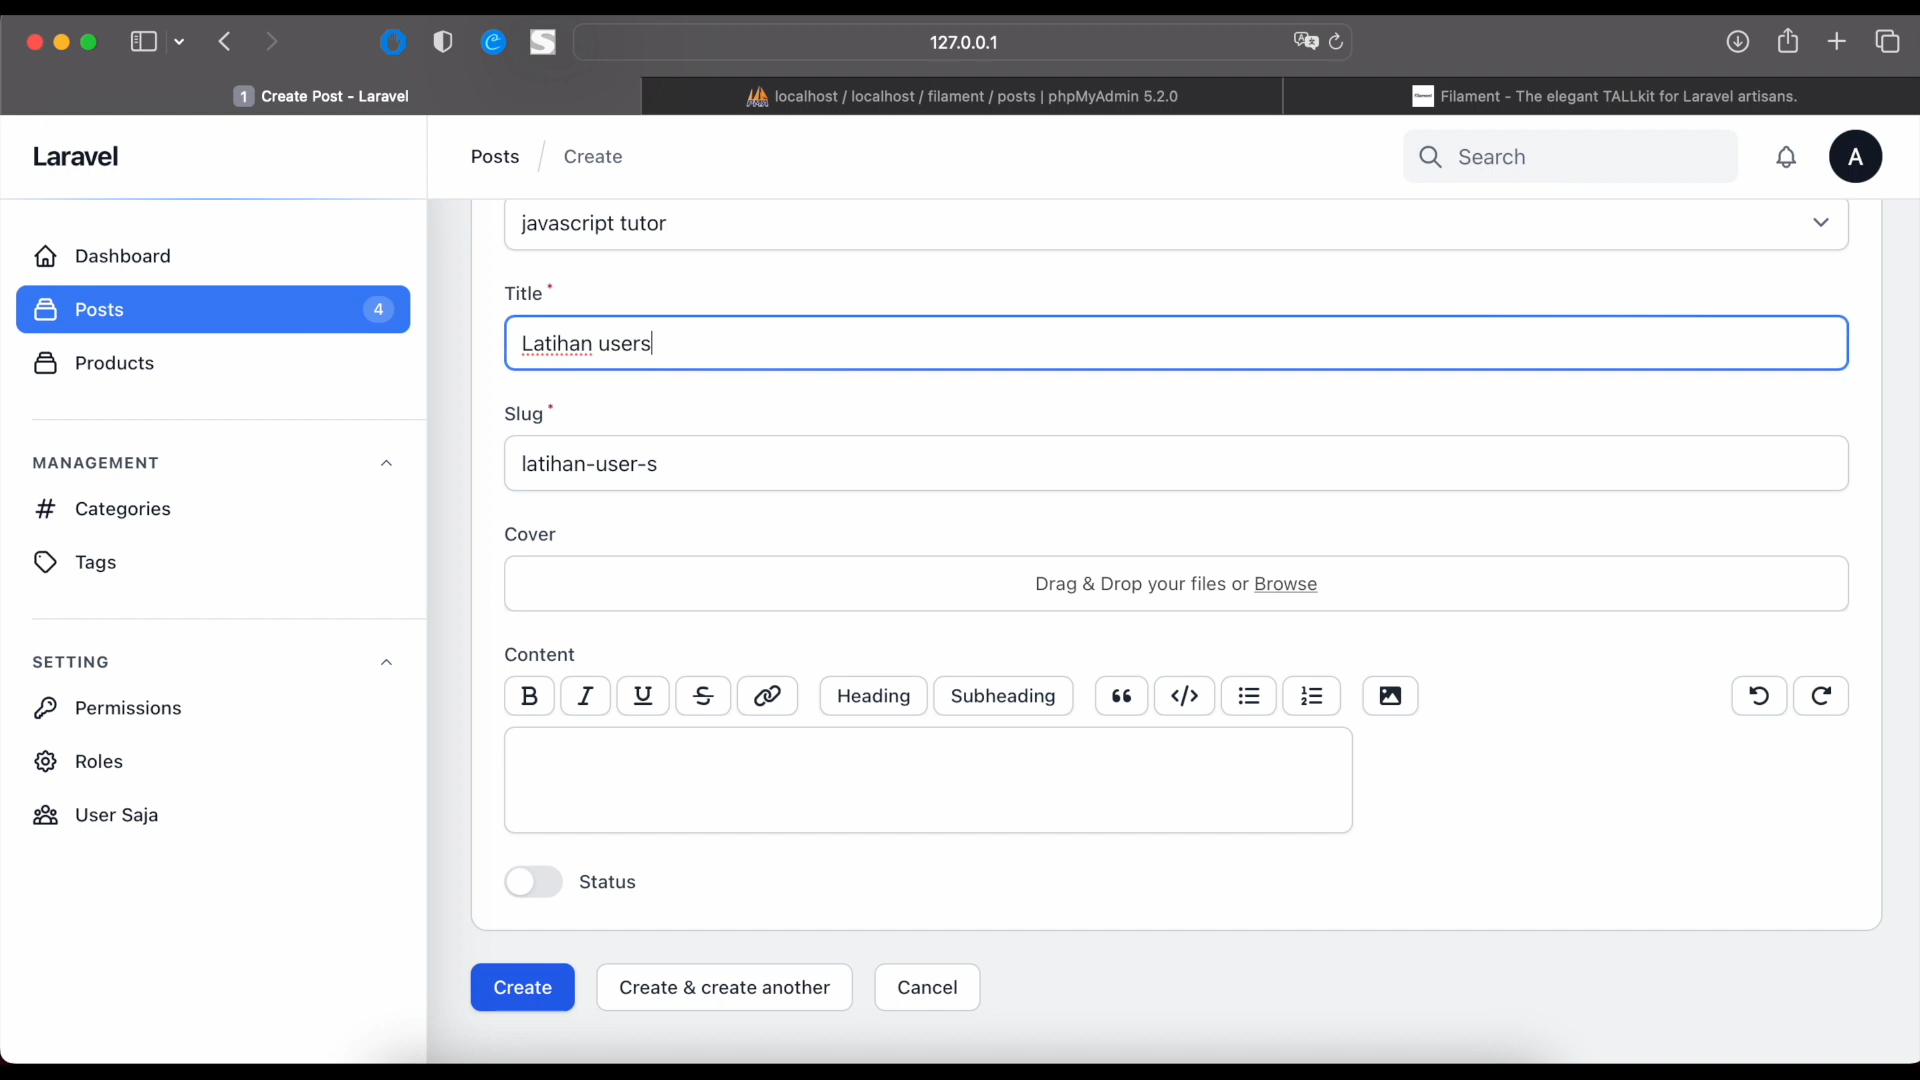 127.0.0.1
1 Create Post - Laravel
localhost / localhost / filament / posts | phpMyAdmin 5.2.0
Filament - The elegant TALLkit for Laravel artisans.
Laravel
Posts / Create
Search
A
Dashboard
Posts 4
Products
MANAGEMENT
Categories
Tags
SETTING
Permissions
Roles
User Saja
javascript tutor
Title *
Latihan users
Slug *
latihan-user-s
Cover
Drag & Drop your files or Browse
Content
B I U S Heading Subheading
Status
Create
Create & create another
Cancel